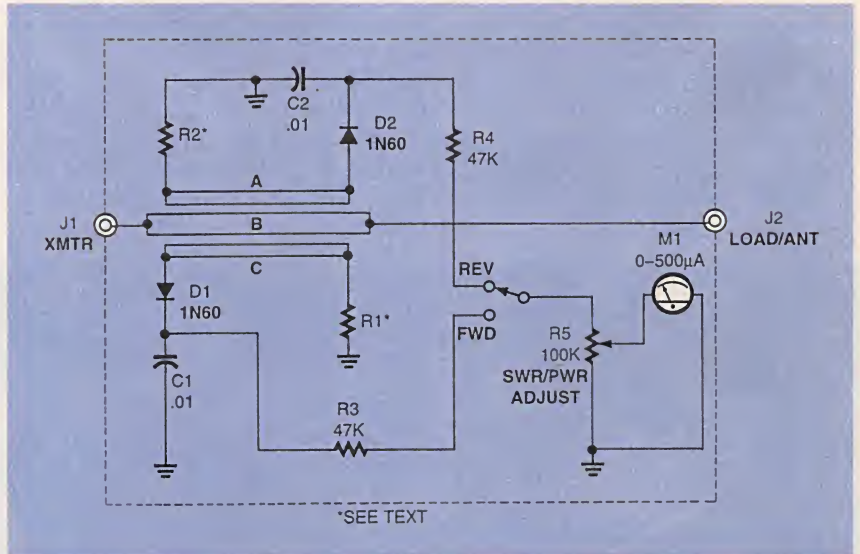 C2
.01
R2*
D2
1N60
R4
47K
A
J1
XMTR
B
J2
LOAD/ANT
M1
0–500µA
C
D1
1N60
REV
R1*
FWD
R5
100K
SWR/PWR
ADJUST
C1
.01
R3
47K
*SEE TEXT